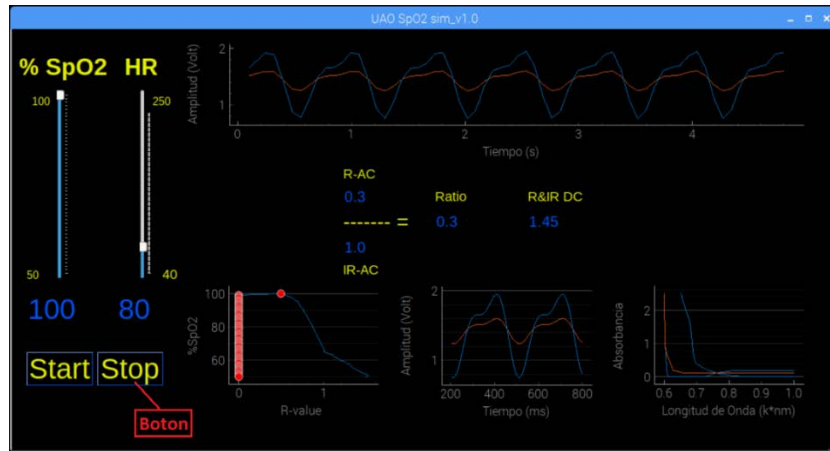 UAO SpO2 sim_v1.0
% SpO2 HR
100
250
50
40
100
80
Start
Stop
Boton
Amplitud (Volt)
2
1
0
1
2
3
4
Tiempo (s)
R-AC
0.3
Ratio
R&IR DC
------- =
0.3
1.45
1.0
IR-AC
%SpO2
100
80
60
0
1
R-value
Amplitud (Volt)
2
1
200
400
600
800
Tiempo (ms)
Absorbancia
2
1
0
0.6
0.7
0.8
0.9
1.0
Longitud de Onda (k*nm)